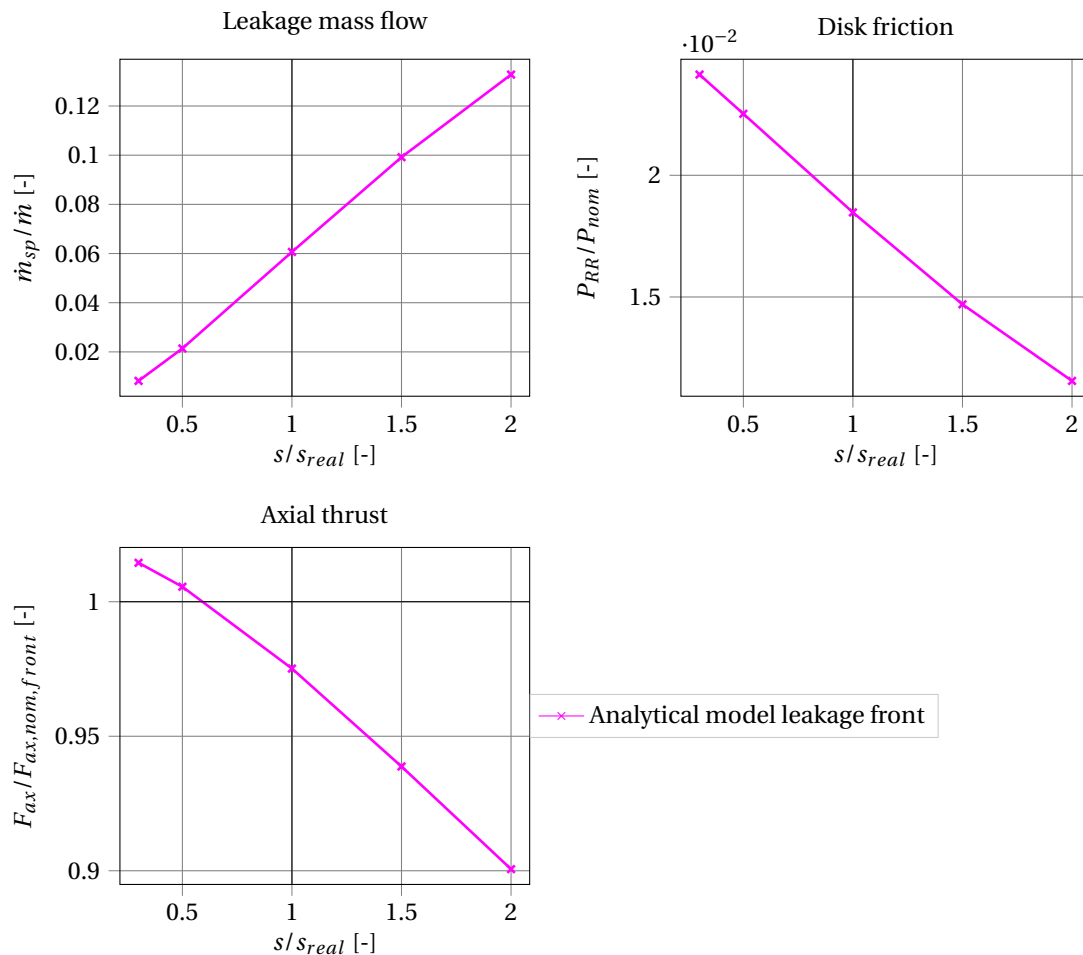 Leakage mass flow
0.12
0.1
0.08
0.06
0.04
0.02
ṁ_sp/ṁ [-]
0.5 1 1.5 2
s/s_real [-]
Disk friction
·10⁻²
2
1.5
P_RR/P_nom [-]
0.5 1 1.5 2
s/s_real [-]
Axial thrust
1
0.95
0.9
F_ax/F_ax,nom,front [-]
0.5 1 1.5 2
s/s_real [-]
Analytical model leakage front